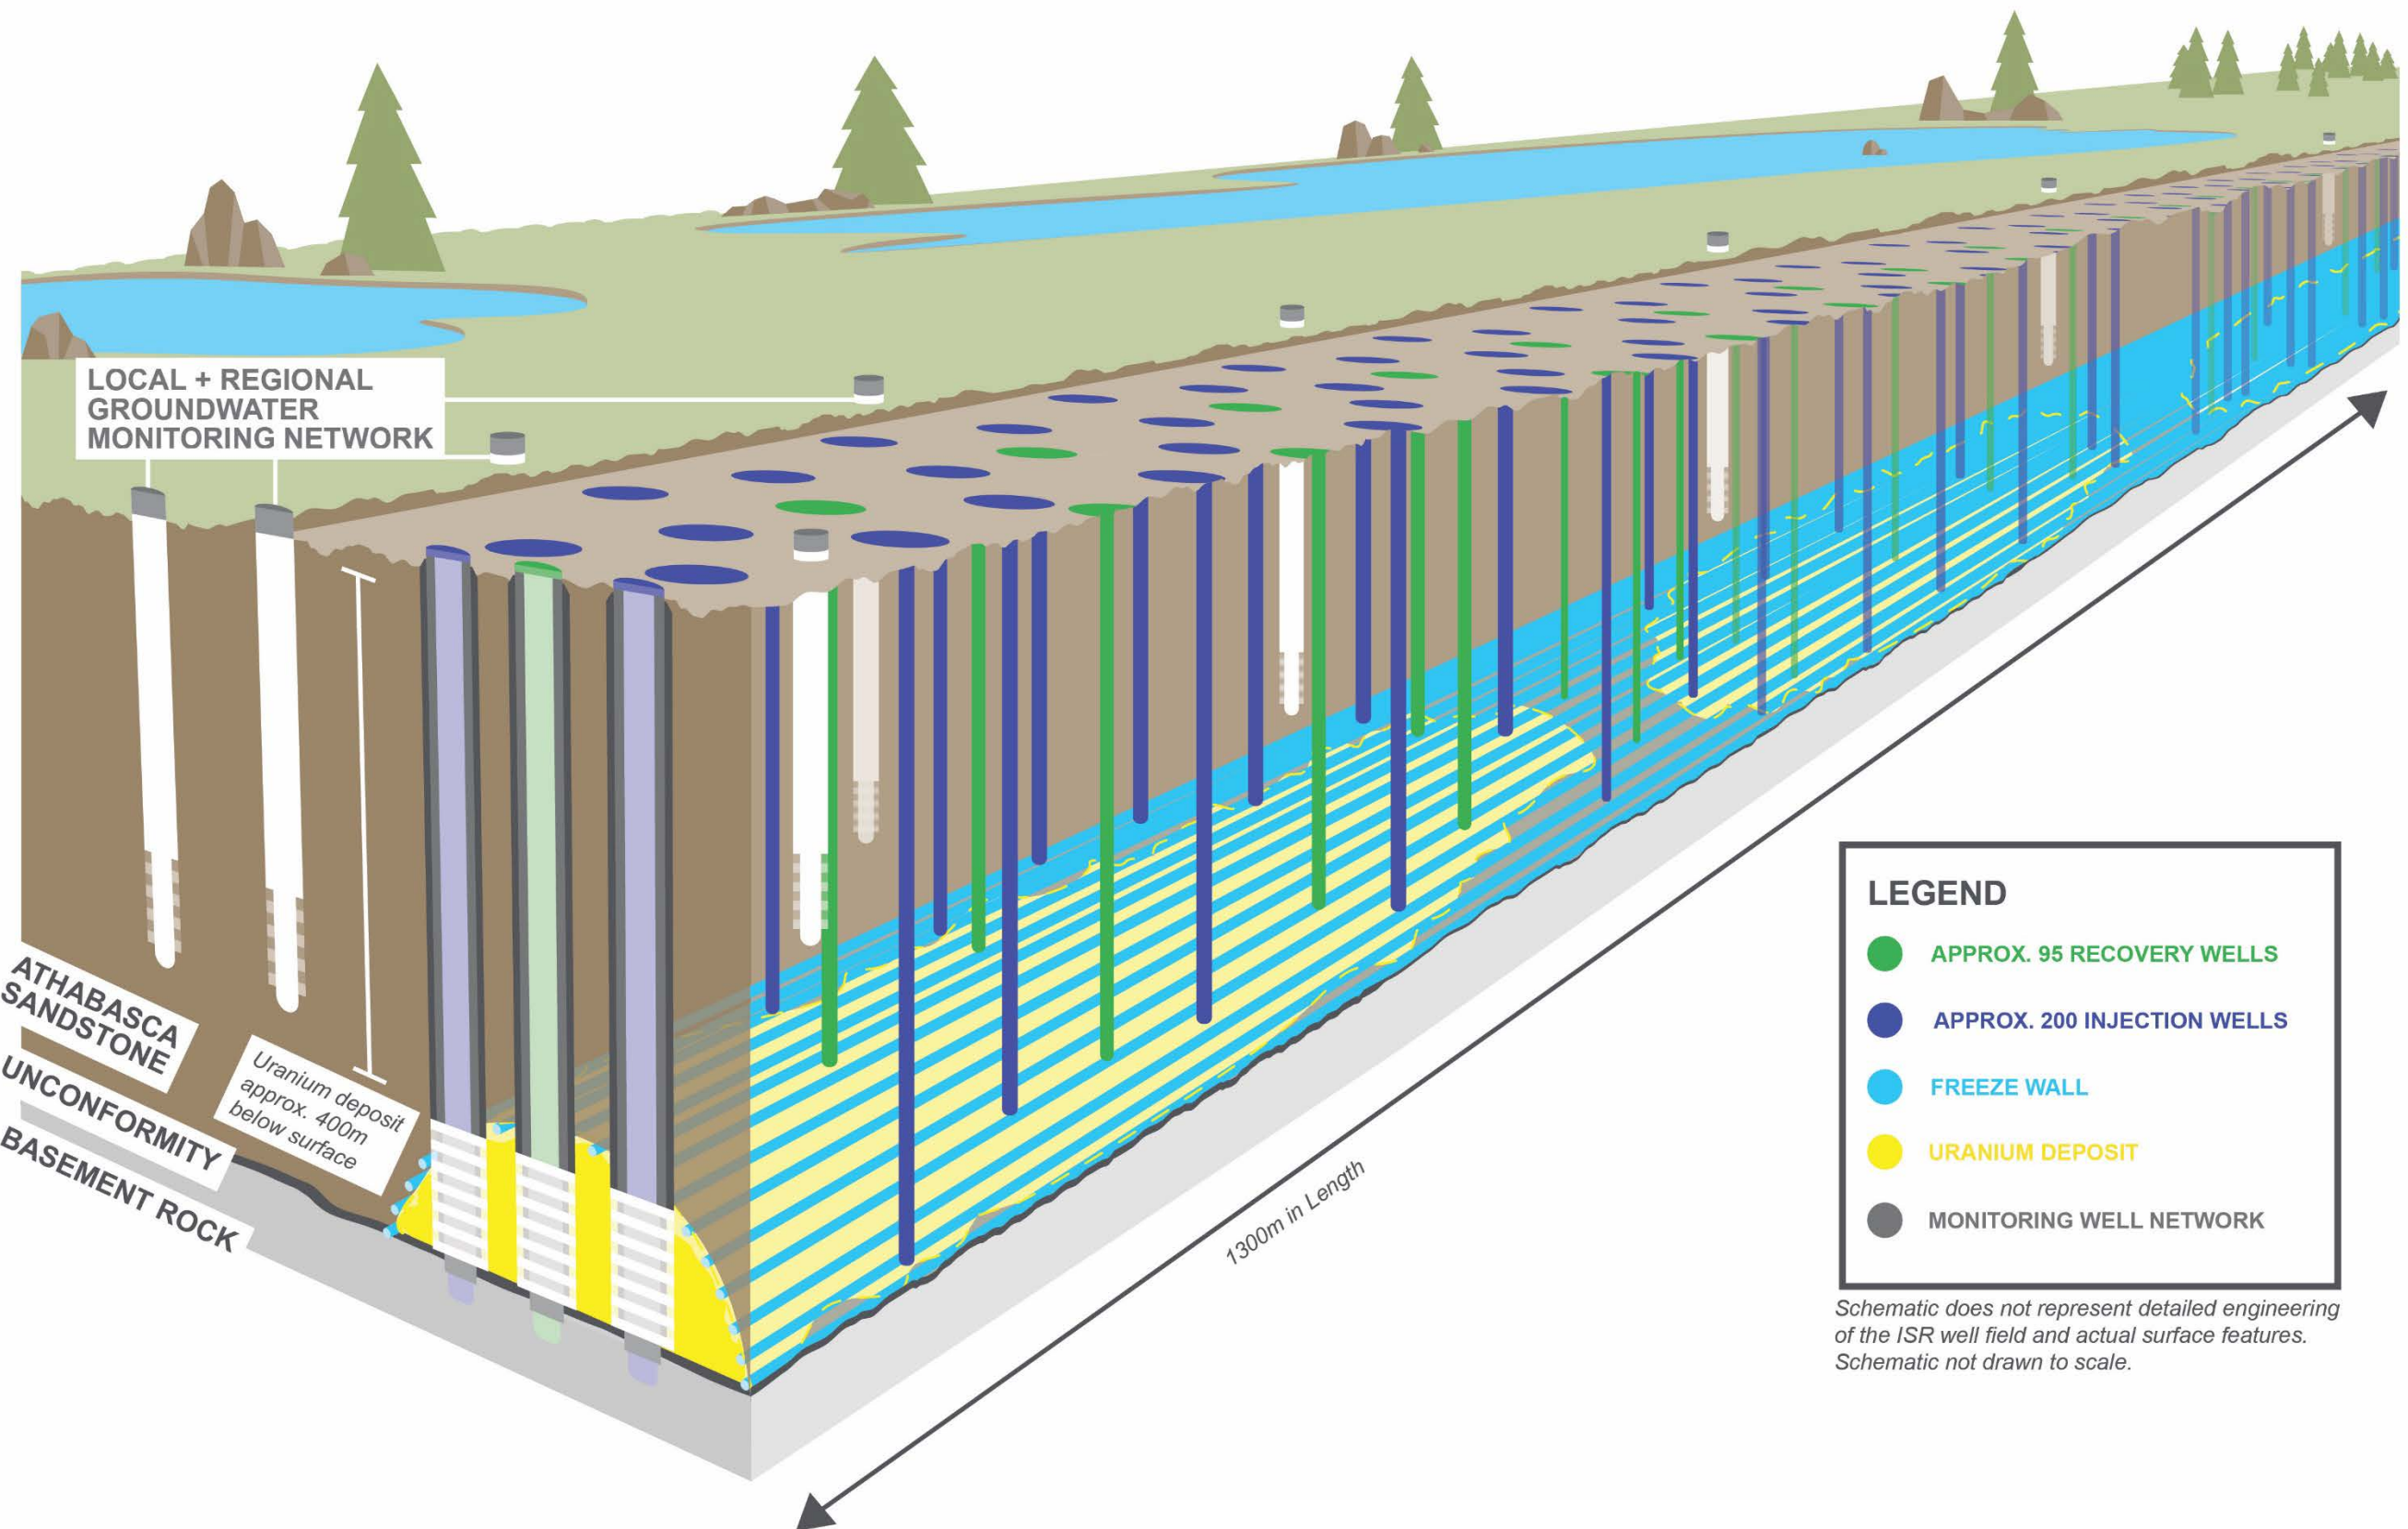 LOCAL + REGIONAL
GROUNDWATER
MONITORING NETWORK
ATHABASCA
SANDSTONE
UNCONFORMITY
BASEMENT ROCK
Uranium deposit
approx. 400m
below surface
1300m in Length
LEGEND
APPROX. 95 RECOVERY WELLS
APPROX. 200 INJECTION WELLS
FREEZE WALL
URANIUM DEPOSIT
MONITORING WELL NETWORK
Schematic does not represent detailed engineering
of the ISR well field and actual surface features.
Schematic not drawn to scale.